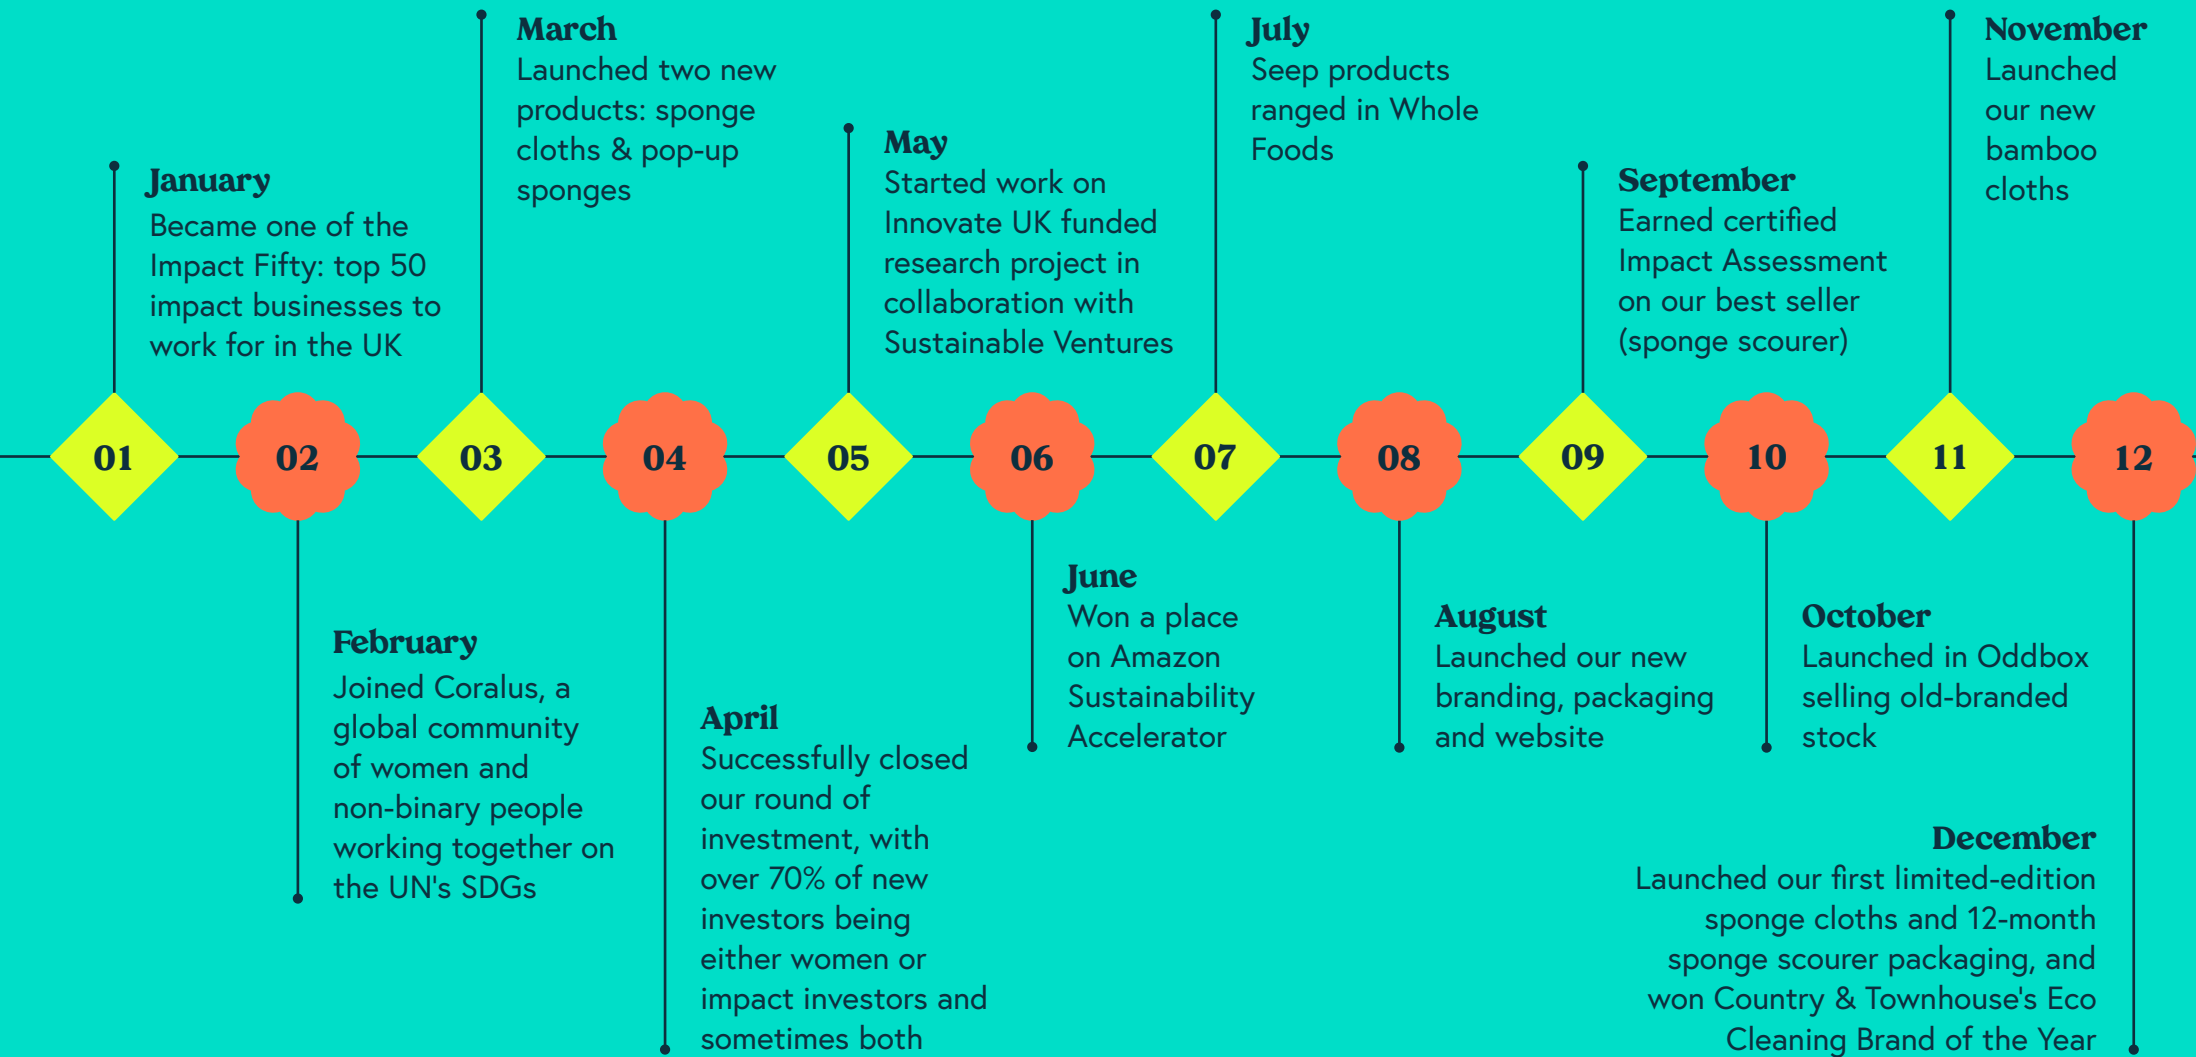 January
Became one of the
Impact Fifty: top 50
impact businesses to
work for in the UK
March
Launched two new
products: sponge
cloths & pop-up
sponges
May
Started work on
Innovate UK funded
research project in
collaboration with
Sustainable Ventures
July
Seep products
ranged in Whole
Foods
September
Earned certified
Impact Assessment
on our best seller
(sponge scourer)
November
Launched
our new
bamboo
cloths
01
02
03
04
05
06
07
08
09
10
11
12
February
Joined Coralus, a
global community
of women and
non-binary people
working together on
the UN's SDGs
April
Successfully closed
our round of
investment, with
over 70% of new
investors being
either women or
impact investors and
sometimes both
June
Won a place
on Amazon
Sustainability
Accelerator
August
Launched our new
branding, packaging
and website
October
Launched in Oddbox
selling old-branded
stock
December
Launched our first limited-edition
sponge cloths and 12-month
sponge scourer packaging, and
won Country & Townhouse's Eco
Cleaning Brand of the Year